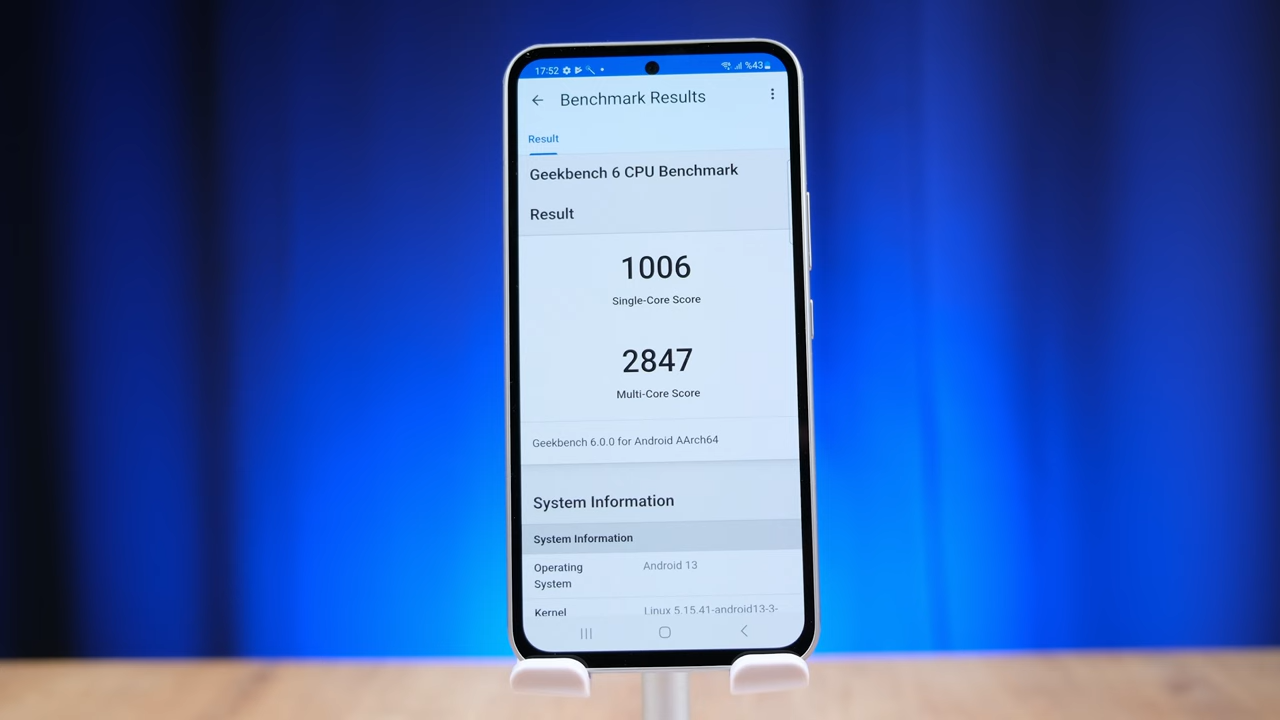 17:52 %43
Benchmark Results
Result
Geekbench 6 CPU Benchmark
Result
1006
Single-Core Score
2847
Multi-Core Score
Geekbench 6.0.0 for Android AArch64
System Information
System Information
Operating Android 13
System
Kernel Linux 5.15.41-android13-3-